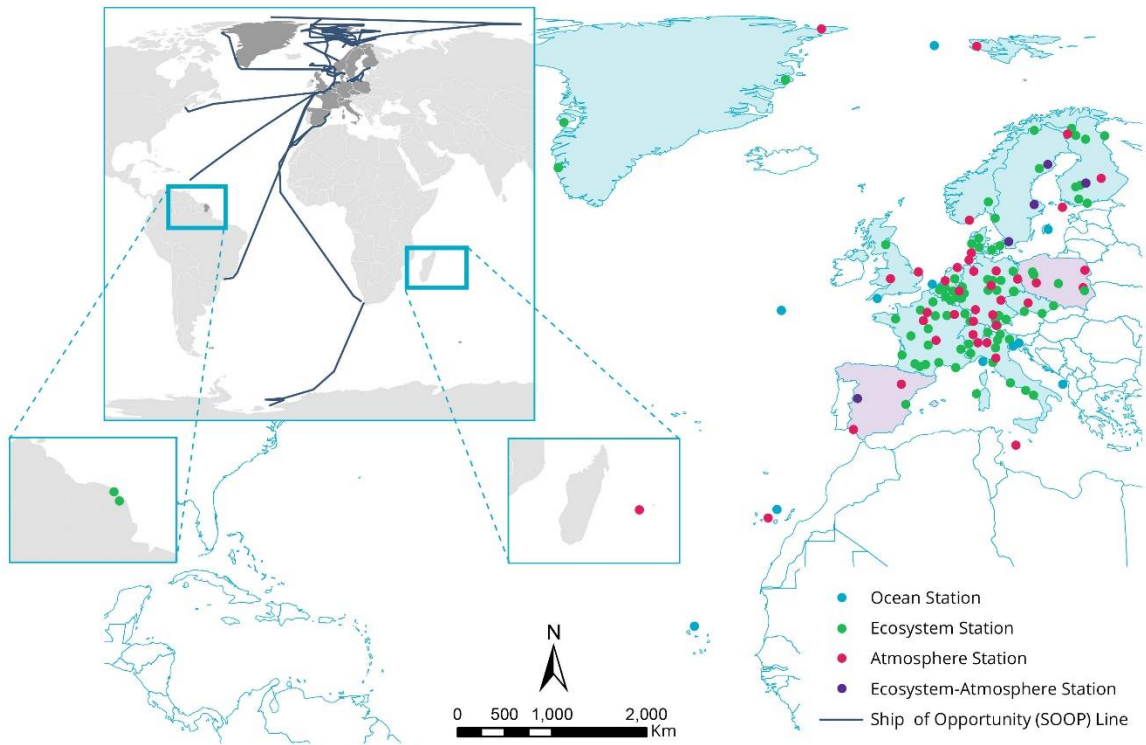 Ocean Station
Ecosystem Station
Atmosphere Station
Ecosystem-Atmosphere Station
Ship of Opportunity (SOOP) Line
N
0 500 1,000 2,000
Km